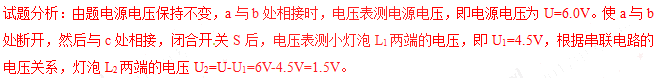 试题分析：由题电源电压保持不变，a与b处相接时，电压表测电源电压，即电源电压为U=6.0V。使a与b
处断开，然后与c处相接，闭合开关S后，电压表测小灯泡L1两端的电压，即U1=4.5V，根据串联电路的
电压关系，灯泡L2两端的电压U2=U-U1=6V-4.5V=1.5V。